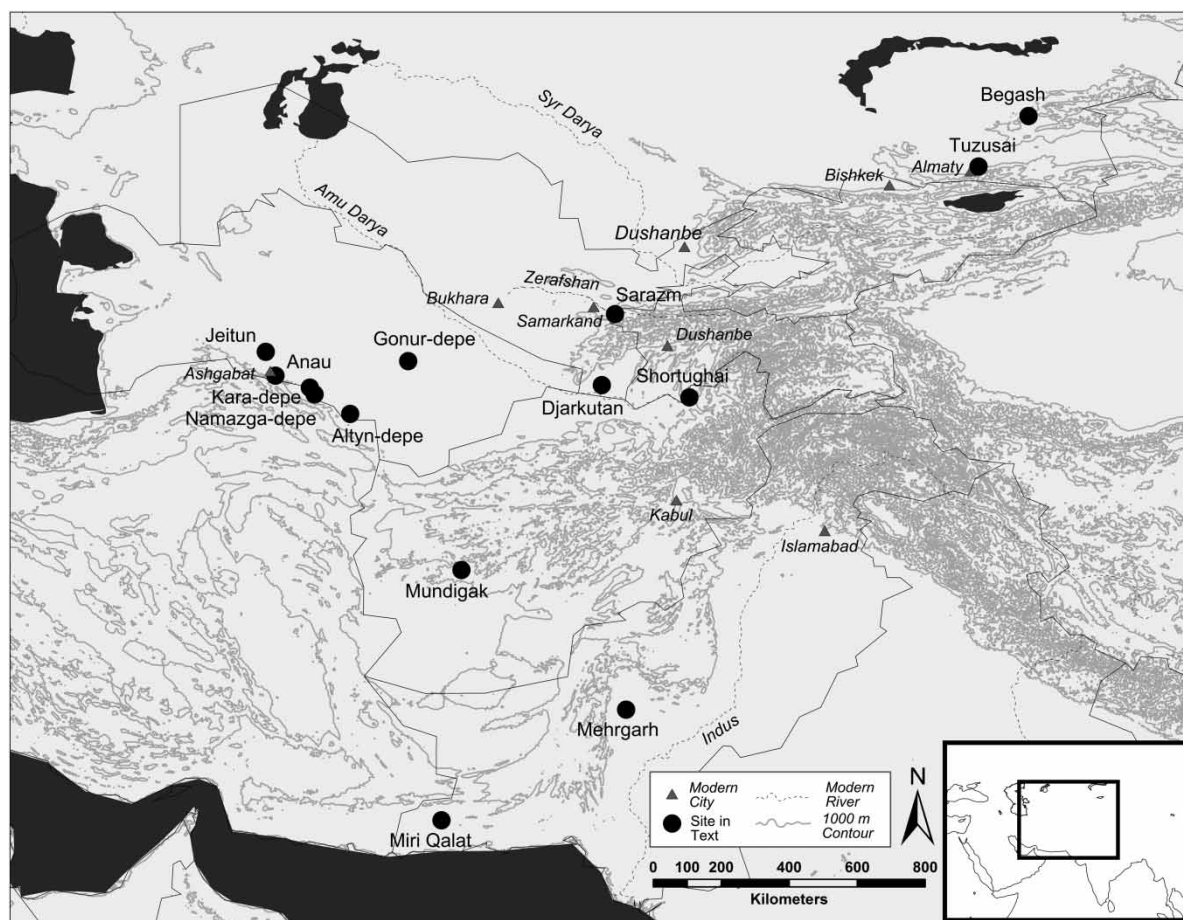 Begash
Tuzusai
Almaty
Bishkek
Syr Darya
Amu Darya
Dushanbe
Zerafshan
Bukhara
Sarazm
Samarkand
Dushanbe
Jeitun
Gonur-depe
Anau
Ashgabat
Kara-depe
Namazga-depe
Altyn-depe
Shortughai
Djarkutan
Kabul
Islamabad
Mundigak
Mehrgarh
Indus
Miri Qalat
Modern
City
Modern
River
Site in
Text
1000 m
Contour
N
0 100 200 400 600 800
Kilometers